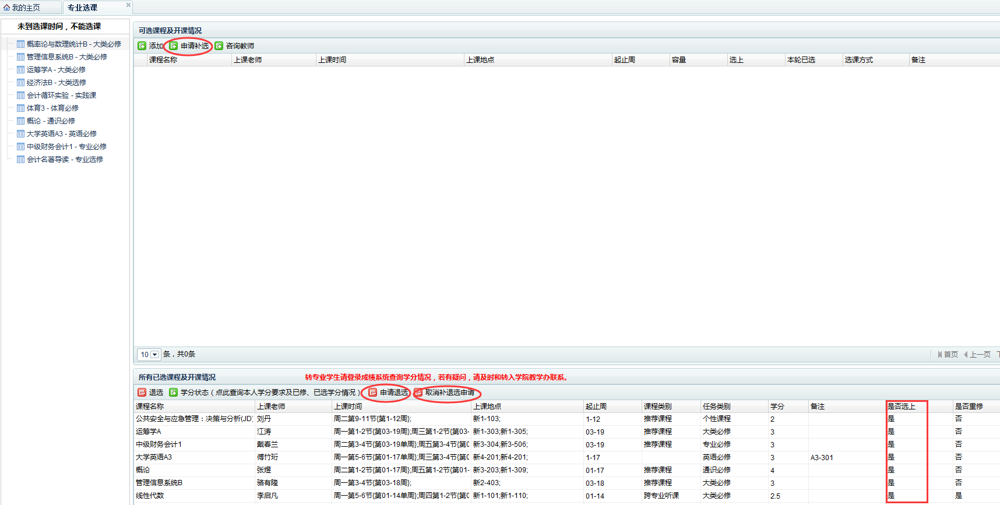 我的主页 专业选课
未到选课时间，不能选课
概率论与数理统计B - 大类必修
管理信息系统B - 大类必修
运筹学A - 大类必修
经济法B - 大类选修
会计循环实验 - 实践课
体育3 - 体育必修
概论 - 通识必修
大学英语A3 - 英语必修
中级财务会计1 - 专业必修
会计名著导读 - 专业选修
可选课程及开课情况
添加 申请补选 咨询教师
课程名称 上课老师 上课时间 上课地点 起止周 容量 选上 本轮已选 选课方式 备注
10 条，共0条 首页 上一页
所有已选课程及开课情况 转专业学生请登录成绩系统查询学分情况，若有疑问，请及时和转入学院教学办联系。
退选 学分状态（点此查询本人学分要求及已修、已选学分情况） 申请退选 取消补退选申请
课程名称 上课老师 上课时间 上课地点 起止周 课程类别 任务类别 学分 备注 是否选上 是否重修
公共安全与应急管理：决策与分析(JD) 刘丹 周二第9-11节{第1-12周}; 新1-103; 1-12 推荐课程 个性课程 2 是 否
运筹学A 江涛 周一第1-2节{第03-19周};周三第1-2节{第03- 新1-303;新1-305; 03-19 推荐课程 大类必修 3 是 否
中级财务会计1 戴春兰 周二第3-4节{第03-19单周};周五第3-4节{第0 新3-304;新3-506; 03-19 推荐课程 专业必修 3 是 否
大学英语A3 傅竹珩 周一第5-6节{第01-17单周};周三第3-4节{第0 新4-201;新4-201; 1-17 英语必修 3 A3-301 是 否
概论 张煜 周二第1-2节{第01-17周};周五第1-2节{第01- 新3-203;新1-309; 01-17 推荐课程 通识必修 4 是 否
管理信息系统B 骆有隆 周一第3-4节{第03-18周}; 新2-403; 03-18 推荐课程 大类必修 3 是 否
线性代数 李启凡 周一第5-6节{第01-14单周};周四第1-2节{第0 新1-101;新1-110; 01-14 跨专业听课 大类必修 2.5 是 是